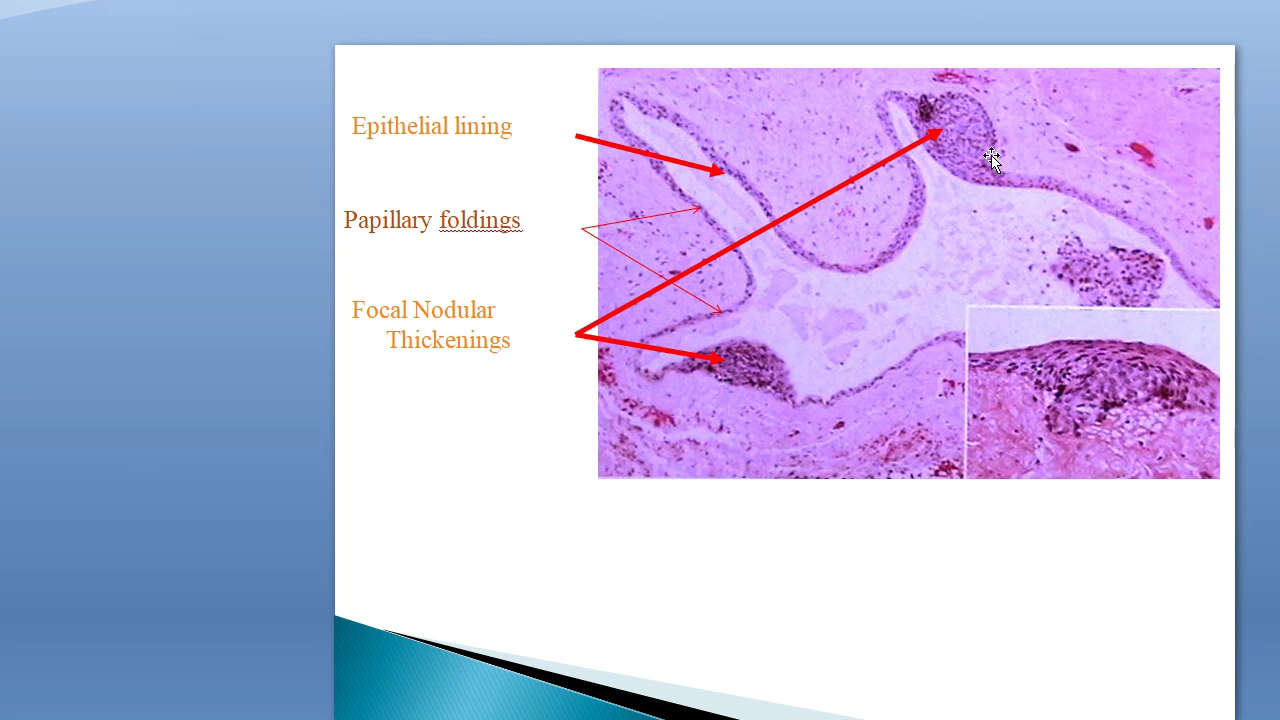 Epithelial lining
Papillary foldings
Focal Nodular
Thickenings